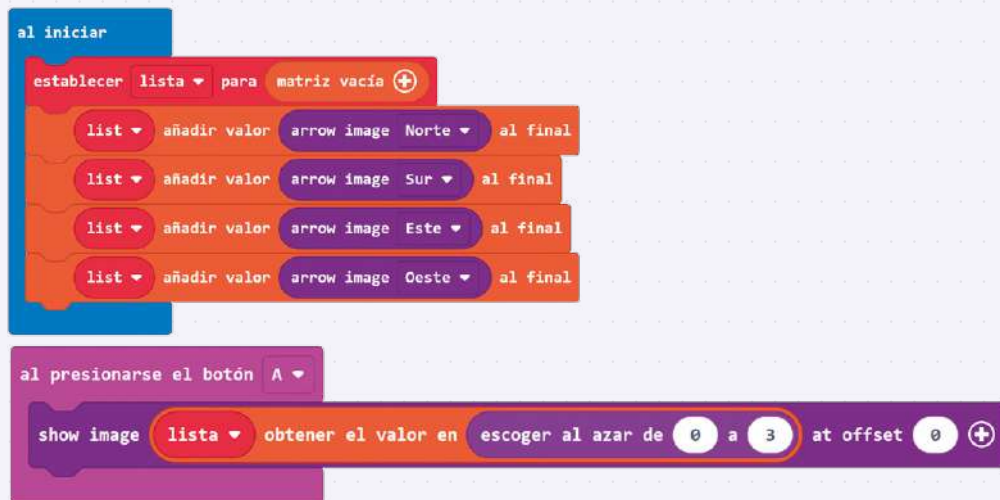 al iniciar
establecer lista para matriz vacía
list añadir valor arrow image Norte al final
list añadir valor arrow image Sur al final
list añadir valor arrow image Este al final
list añadir valor arrow image Oeste al final
al presionarse el botón A
show image lista obtener el valor en escoger al azar de 0 a 3 at offset 0